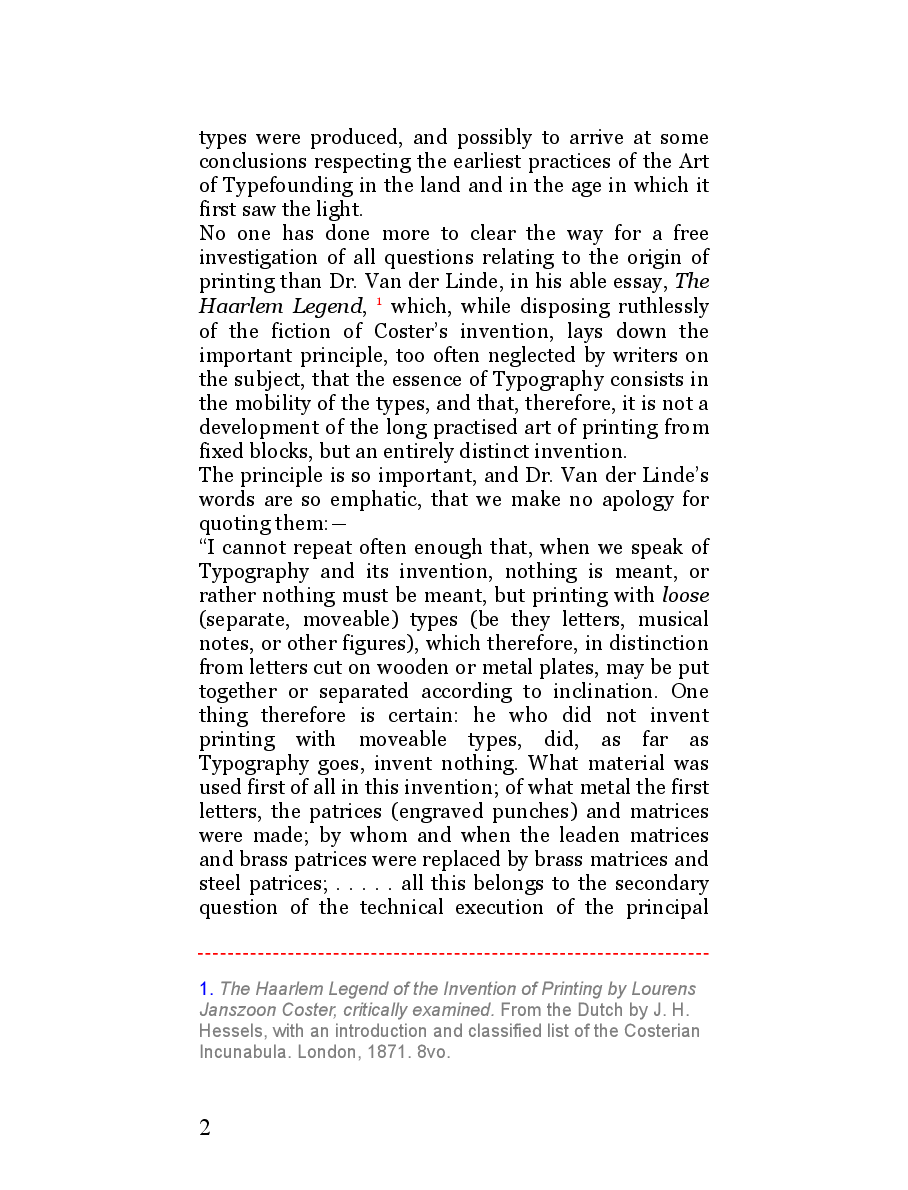 types were produced, and possibly to arrive at some
conclusions respecting the earliest practices of the Art
of Typefounding in the land and in the age in which it
first saw the light.
No one has done more to clear the way for a free
investigation of all questions relating to the origin of
printing than Dr. Van der Linde, in his able essay, The
Haarlem Legend, 1 which, while disposing ruthlessly
of the fiction of Coster’s invention, lays down the
important principle, too often neglected by writers on
the subject, that the essence of Typography consists in
the mobility of the types, and that, therefore, it is not a
development of the long practised art of printing from
fixed blocks, but an entirely distinct invention.
The principle is so important, and Dr. Van der Linde’s
words are so emphatic, that we make no apology for
quoting them:—
“I cannot repeat often enough that, when we speak of
Typography and its invention, nothing is meant, or
rather nothing must be meant, but printing with loose
(separate, moveable) types (be they letters, musical
notes, or other figures), which therefore, in distinction
from letters cut on wooden or metal plates, may be put
together or separated according to inclination. One
thing therefore is certain: he who did not invent
printing with moveable types, did, as far as
Typography goes, invent nothing. What material was
used first of all in this invention; of what metal the first
letters, the patrices (engraved punches) and matrices
were made; by whom and when the leaden matrices
and brass patrices were replaced by brass matrices and
steel patrices; . . . . . all this belongs to the secondary
question of the technical execution of the principal
1. The Haarlem Legend of the Invention of Printing by Lourens
Janszoon Coster, critically examined. From the Dutch by J. H.
Hessels, with an introduction and classified list of the Costerian
Incunabula. London, 1871. 8vo.
2